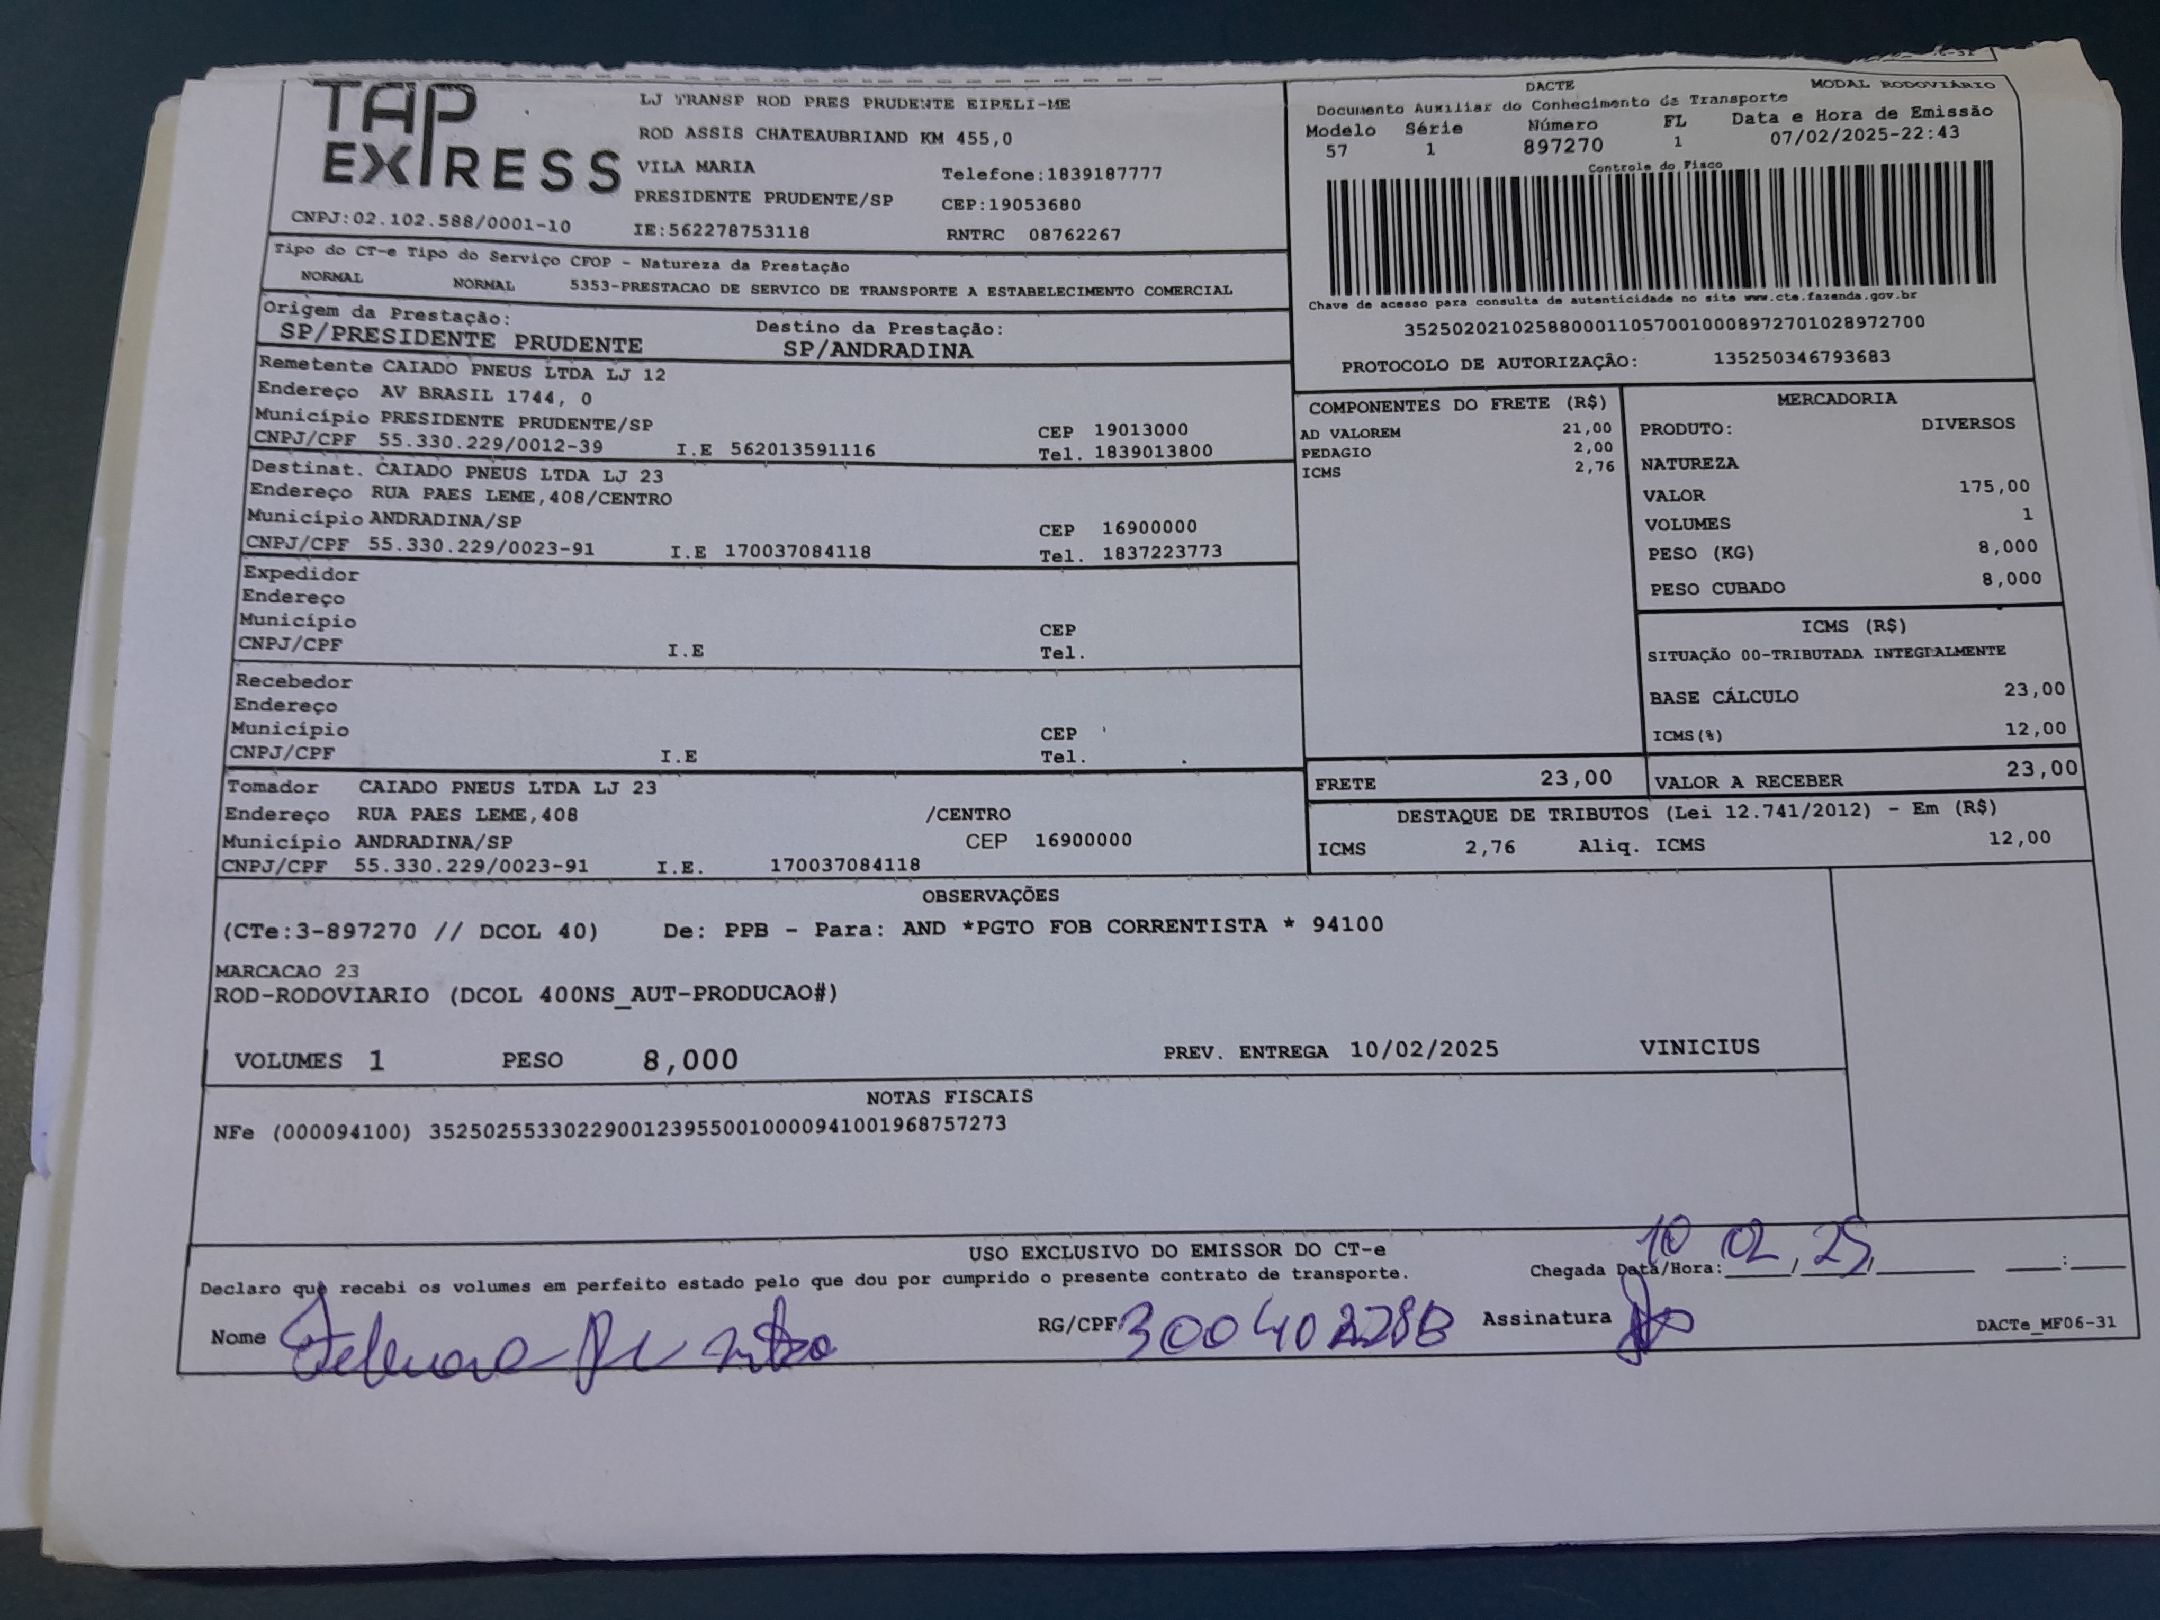 TAP
EXPRESS
CNPJ:02.102.588/0001-10
LJ TRANSP ROD PRES PRUDENTE EIRELI-ME
ROD ASSIS CHATEAUBRIAND KM 455,0
VILA MARIA Telefone:1839187777
PRESIDENTE PRUDENTE/SP CEP:19053680
IE:562278753118 RNTRC 08762267
DACTE MODAL RODOVIÁRIO
Documento Auxiliar do Conhecimento de Transporte
Modelo Série Número FL Data e Hora de Emissão
57 1 897270 1 07/02/2025-22:43
Controle do Fisco
Chave de acesso para consulta de autenticidade no site www.cte.fazenda.gov.br
35250202102588000110570010008972701028972700
PROTOCOLO DE AUTORIZAÇÂO: 135250346793683
Tipo do CT-e Tipo do Serviço CFOP - Natureza da Prestação
NORMAL NORMAL 5353-PRESTACAO DE SERVICO DE TRANSPORTE A ESTABELECIMENTO COMERCIAL
Origem da Prestação: Destino da Prestação:
SP/PRESIDENTE PRUDENTE SP/ANDRADINA
Remetente CAIADO PNEUS LTDA LJ 12
Endereço AV BRASIL 1744, 0
Município PRESIDENTE PRUDENTE/SP CEP 19013000
CNPJ/CPF 55.330.229/0012-39 I.E 562013591116 Tel. 1839013800
Destinat. CAIADO PNEUS LTDA LJ 23
Endereço RUA PAES LEME,408/CENTRO
Município ANDRADINA/SP CEP 16900000
CNPJ/CPF 55.330.229/0023-91 I.E 170037084118 Tel. 1837223773
Expedidor
Endereço
Município CEP
CNPJ/CPF I.E Tel.
Recebedor
Endereço
Município CEP
CNPJ/CPF I.E Tel.
Tomador CAIADO PNEUS LTDA LJ 23
Endereço RUA PAES LEME,408 /CENTRO
Município ANDRADINA/SP CEP 16900000
CNPJ/CPF 55.330.229/0023-91 I.E. 170037084118
COMPONENTES DO FRETE (R$)
AD VALOREM 21,00
PEDAGIO 2,00
ICMS 2,76
MERCADORIA
PRODUTO: DIVERSOS
NATUREZA
VALOR 175,00
VOLUMES 1
PESO (KG) 8,000
PESO CUBADO 8,000
ICMS (R$)
SITUAÇÃO 00-TRIBUTADA INTEGRALMENTE
BASE CÁLCULO 23,00
ICMS(%) 12,00
FRETE 23,00 VALOR A RECEBER 23,00
DESTAQUE DE TRIBUTOS (Lei 12.741/2012) - Em (R$)
ICMS 2,76 Aliq. ICMS 12,00
OBSERVAÇÕES
(CTe:3-897270 // DCOL 40) De: PPB - Para: AND *PGTO FOB CORRENTISTA * 94100
MARCACAO 23
ROD-RODOVIARIO (DCOL 400NS_AUT-PRODUCAO#)
VOLUMES 1 PESO 8,000 PREV. ENTREGA 10/02/2025 VINICIUS
NOTAS FISCAIS
NFe (000094100) 35250255330229001239550010000941001968757273
USO EXCLUSIVO DO EMISSOR DO CT-e
Declaro que recebi os volumes em perfeito estado pelo que dou por cumprido o presente contrato de transporte. Chegada Data/Hora: 10/02/25
Nome RG/CPF Assinatura DACTe_MF06-31